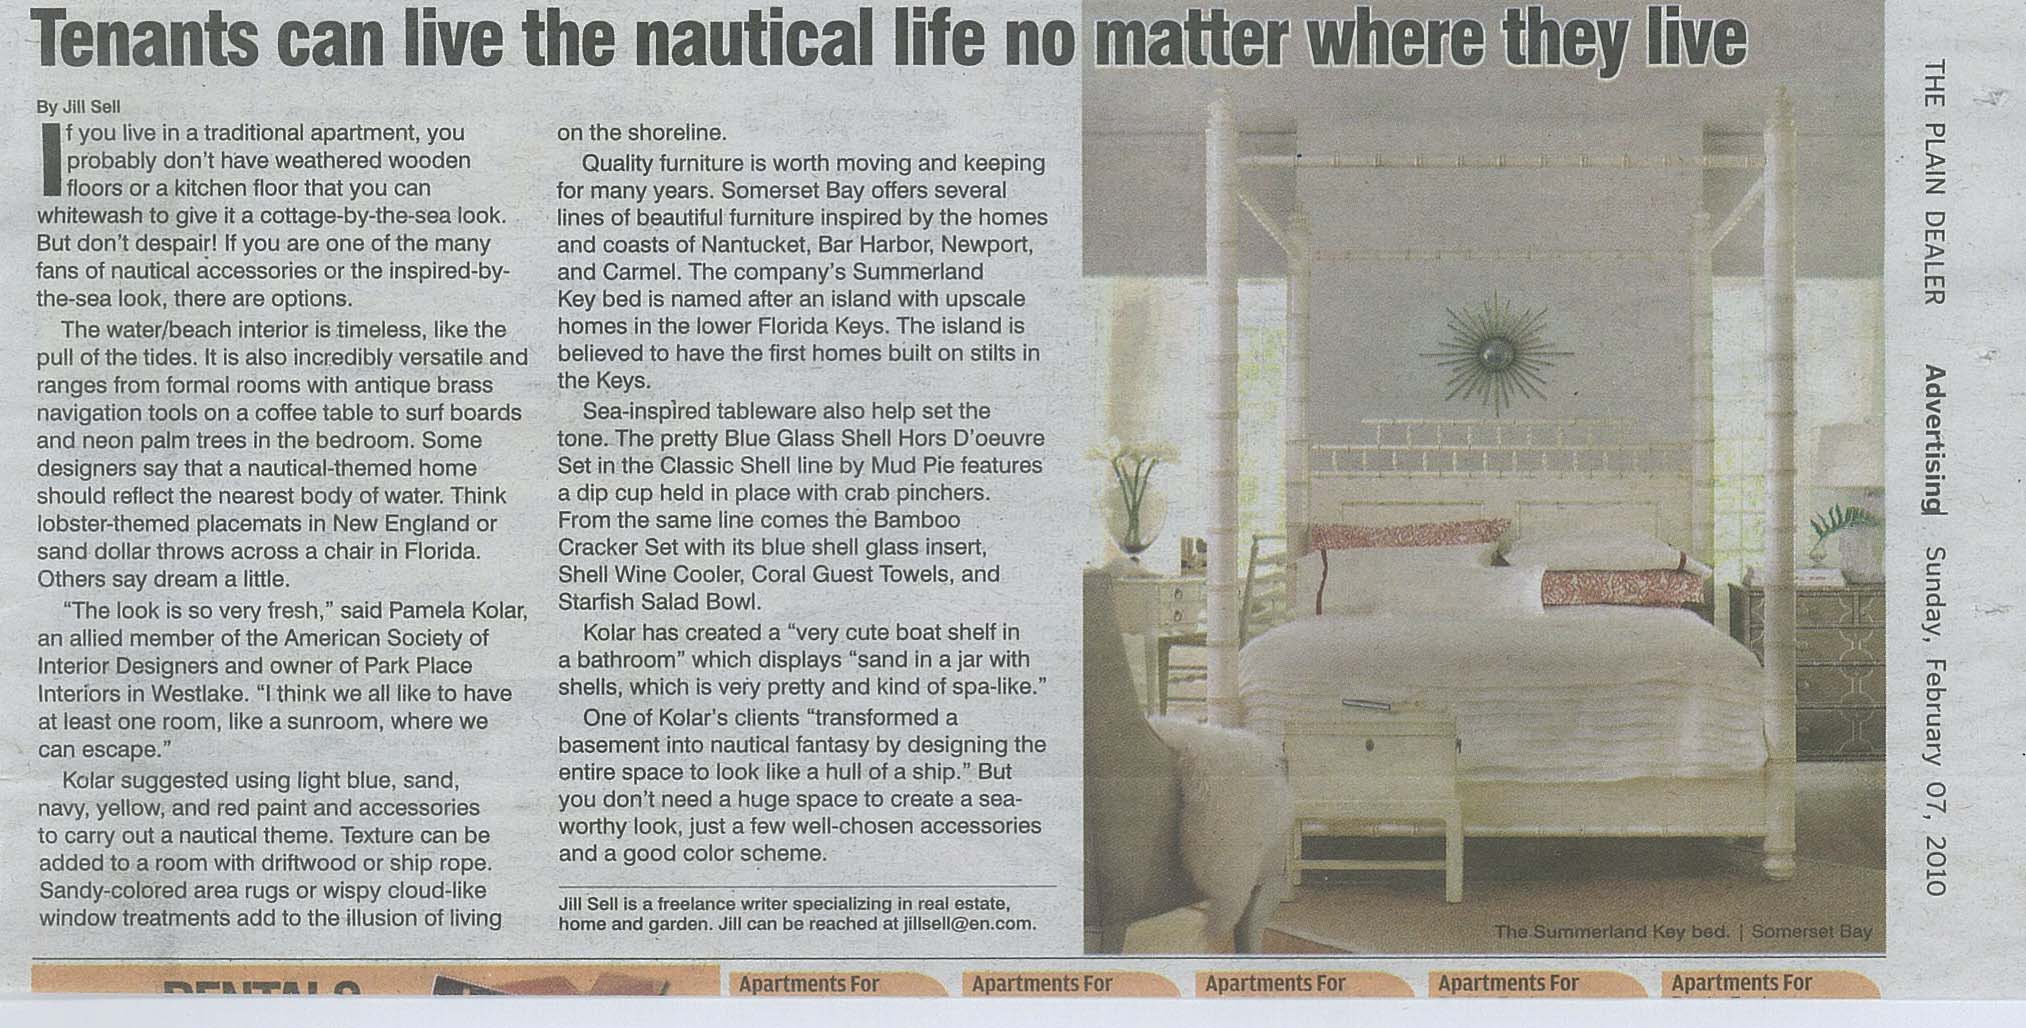 Tenants can live the nautical life no matter where they live
By Jill Sell
If you live in a traditional apartment, you
probably don't have weathered wooden
floors or a kitchen floor that you can
whitewash to give it a cottage-by-the-sea look.
But don't despair! If you are one of the many
fans of nautical accessories or the inspired-by-
the-sea look, there are options.
The water/beach interior is timeless, like the
pull of the tides. It is also incredibly versatile and
ranges from formal rooms with antique brass
navigation tools on a coffee table to surf boards
and neon palm trees in the bedroom. Some
designers say that a nautical-themed home
should reflect the nearest body of water. Think
lobster-themed placemats in New England or
sand dollar throws across a chair in Florida.
Others say dream a little.
“The look is so very fresh,” said Pamela Kolar,
an allied member of the American Society of
Interior Designers and owner of Park Place
Interiors in Westlake. “I think we all like to have
at least one room, like a sunroom, where we
can escape.”
Kolar suggested using light blue, sand,
navy, yellow, and red paint and accessories
to carry out a nautical theme. Texture can be
added to a room with driftwood or ship rope.
Sandy-colored area rugs or wispy cloud-like
window treatments add to the illusion of living
on the shoreline.
Quality furniture is worth moving and keeping
for many years. Somerset Bay offers several
lines of beautiful furniture inspired by the homes
and coasts of Nantucket, Bar Harbor, Newport,
and Carmel. The company's Summerland
Key bed is named after an island with upscale
homes in the lower Florida Keys. The island is
believed to have the first homes built on stilts in
the Keys.
Sea-inspired tableware also help set the
tone. The pretty Blue Glass Shell Hors D'oeuvre
Set in the Classic Shell line by Mud Pie features
a dip cup held in place with crab pinchers.
From the same line comes the Bamboo
Cracker Set with its blue shell glass insert,
Shell Wine Cooler, Coral Guest Towels, and
Starfish Salad Bowl.
Kolar has created a “very cute boat shelf in
a bathroom” which displays “sand in a jar with
shells, which is very pretty and kind of spa-like.”
One of Kolar's clients “transformed a
basement into nautical fantasy by designing the
entire space to look like a hull of a ship.” But
you don't need a huge space to create a sea-
worthy look, just a few well-chosen accessories
and a good color scheme.
Jill Sell is a freelance writer specializing in real estate,
home and garden. Jill can be reached at jillsell@en.com.
The Summerland Key bed. | Somerset Bay
THE PLAIN DEALER Advertising Sunday, February 07, 2010
RENTALS
Apartments For
Apartments For
Apartments For
Apartments For
Apartments For